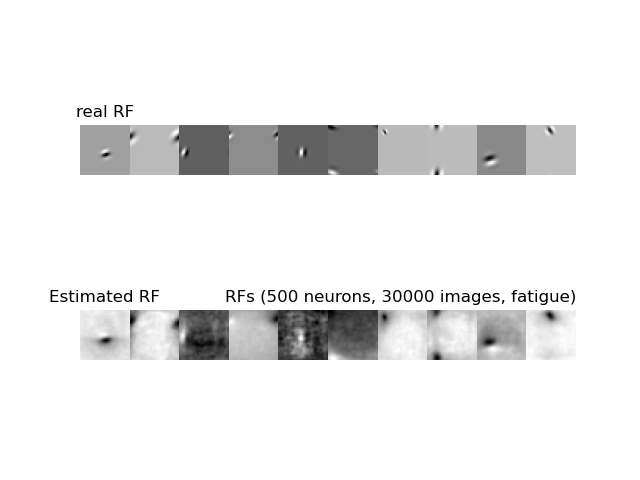 real RF
Estimated RF
RFs (500 neurons, 30000 images, fatigue)